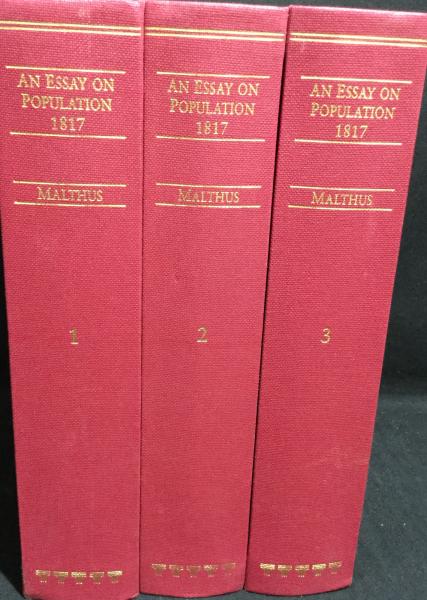 AN ESSAY ON
POPULATION
1817
MALTHUS
1
AN ESSAY ON
POPULATION
1817
MALTHUS
2
AN ESSAY ON
POPULATION
1817
MALTHUS
3